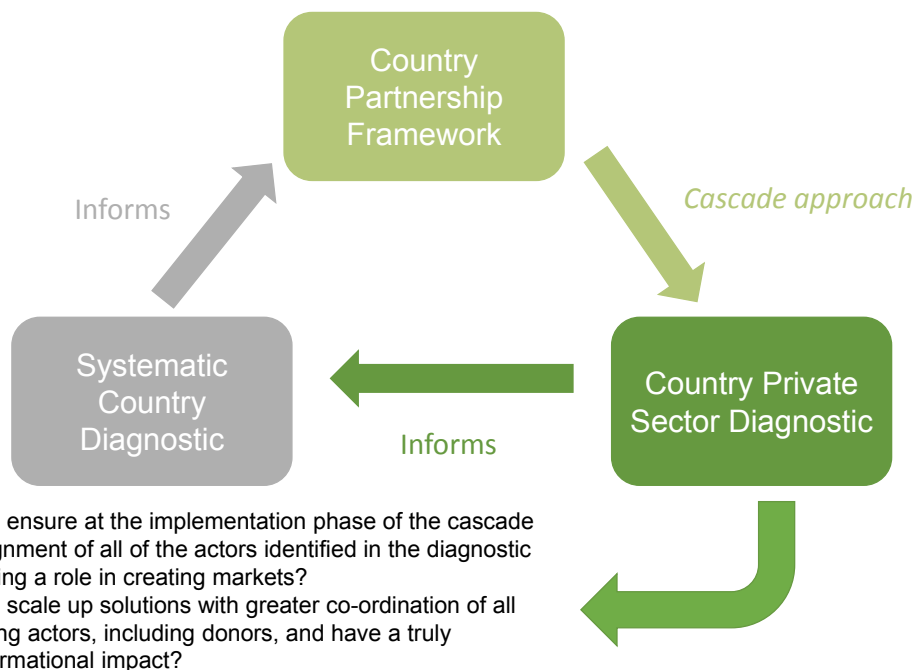 Country
Partnership
Framework
Informs
Cascade approach
Systematic
Country
Diagnostic
Country Private
Sector Diagnostic
Informs
ensure at the implementation phase of the cascade
of all of the actors identified in the diagnostic
a role in creating markets?
scale up solutions with greater co-ordination of all
actors, including donors, and have a truly
impact?